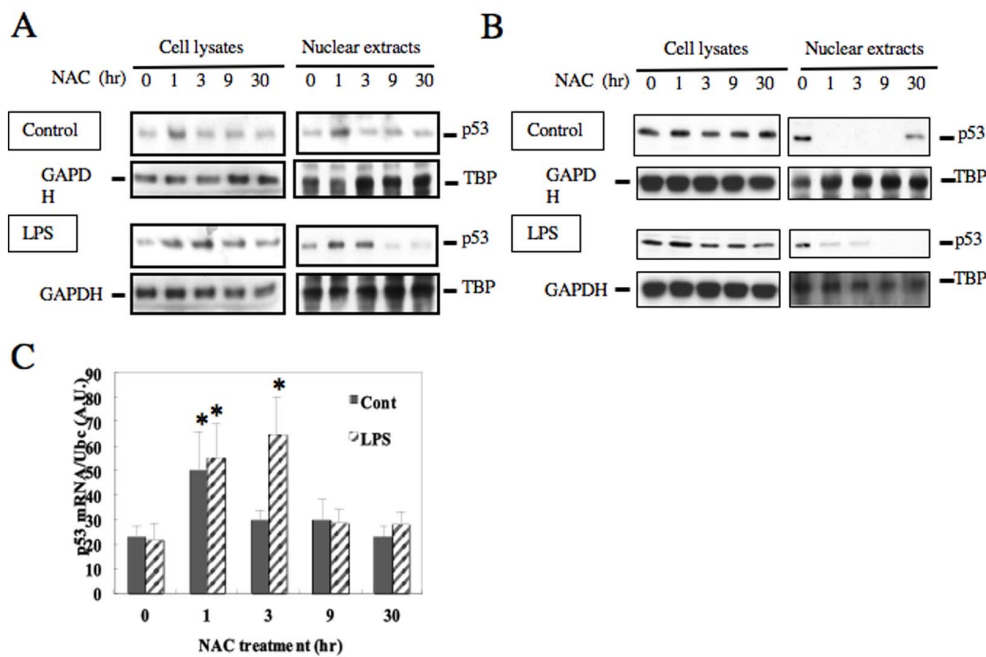 A
Cell lysates Nuclear extracts
NAC (hr) 0 1 3 9 30 0 1 3 9 30
Control p53
GAPD
H
TBP
LPS p53
GAPDH TBP
B
Cell lysates Nuclear extracts
NAC (hr) 0 1 3 9 30 0 1 3 9 30
Control p53
GAPD
H
TBP
LPS p53
GAPDH TBP
C
p53 mRNA/Ubc (A.U.)
90
80
70
60
50
40
30
20
10
0
* * *
Cont
LPS
0 1 3 9 30
NAC treatment (hr)